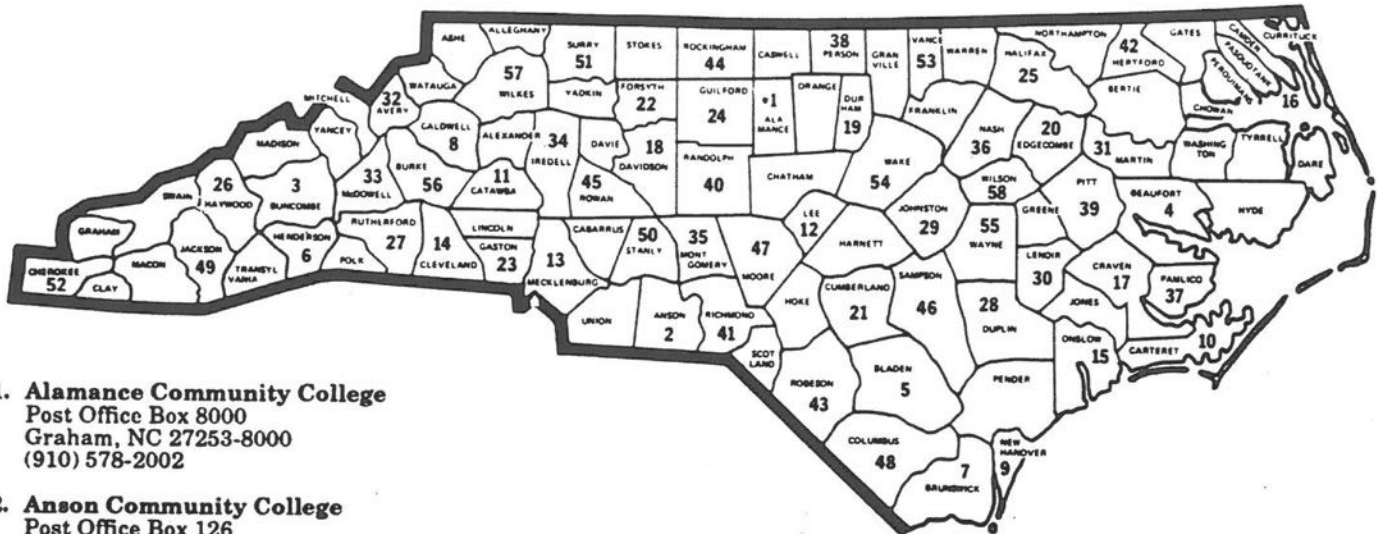 ASHE
ALLEGHANY
SURRY
51
STOKES
ROCKINGHAM
44
CASWELL
38
PERSON
GRAN
VILLE
VANCE
53
WARREN
NORTHAMPTON
HALIFAX
25
42
HERTFORD
GATES
CAMDEN
PASQUOTANK
PERQUIMANS
CURRITUCK
16
CHOWAN
BERTIE
MITCHELL
32
AVERY
WATAUGA
57
WILKES
YADKIN
FORSYTH
22
GUILFORD
24
*1
ALA
MANCE
ORANGE
DUR
HAM
19
FRANKLIN
NASH
36
20
EDGECOMBE
31
MARTIN
WASHING
TON
TYRRELL
DARE
MADISON
YANCEY
CALDWELL
8
ALEXANDER
34
IREDELL
DAVIE
18
DAVIDSON
RANDOLPH
40
CHATHAM
WAKE
54
WILSON
58
PITT
39
BEAUFORT
4
HYDE
SWAIN
26
HAYWOOD
3
BUNCOMBE
33
McDOWELL
BURKE
56
11
CATAWBA
45
ROWAN
LEE
12
JOHNSTON
29
GREENE
55
WAYNE
GRAHAM
JACKSON
49
HENDERSON
6
RUTHERFORD
27
POLK
14
CLEVELAND
LINCOLN
GASTON
23
13
MECKLENBURG
CABARRUS
50
STANLY
35
MONT
GOMERY
47
MOORE
HARNETT
SAMPSON
46
LENOIR
30
CRAVEN
17
PAMLICO
37
CHEROKEE
52
CLAY
MACON
TRANSYL
VANIA
UNION
ANSON
2
RICHMOND
41
HOKE
CUMBERLAND
21
28
DUPLIN
JONES
ONSLOW
15
CARTERET
10
SCOT
LAND
ROBESON
43
BLADEN
5
PENDER
COLUMBUS
48
7
BRUNSWICK
NEW
HANOVER
9
. Alamance Community College
Post Office Box 8000
Graham, NC 27253-8000
(910) 578-2002
2. Anson Community College
Post Office Box 126